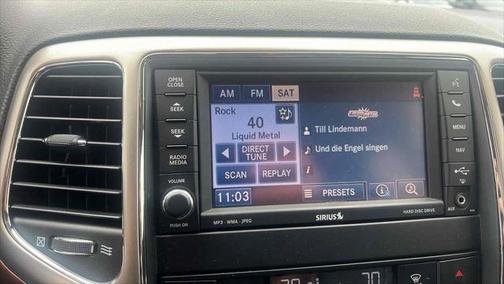 OPEN
CLOSE
SEEK
SEEK
RADIO
MEDIA
VOLUME
PUSH ON
AM FM SAT
Rock
40
Liquid Metal
DIRECT
TUNE
SCAN REPLAY
11:03
Till Lindemann
Und die Engel singen
PRESETS
MENU
NAV
AUX
MP3 · WMA · JPEG
SIRIUS
HARD DISC DRIVE
70